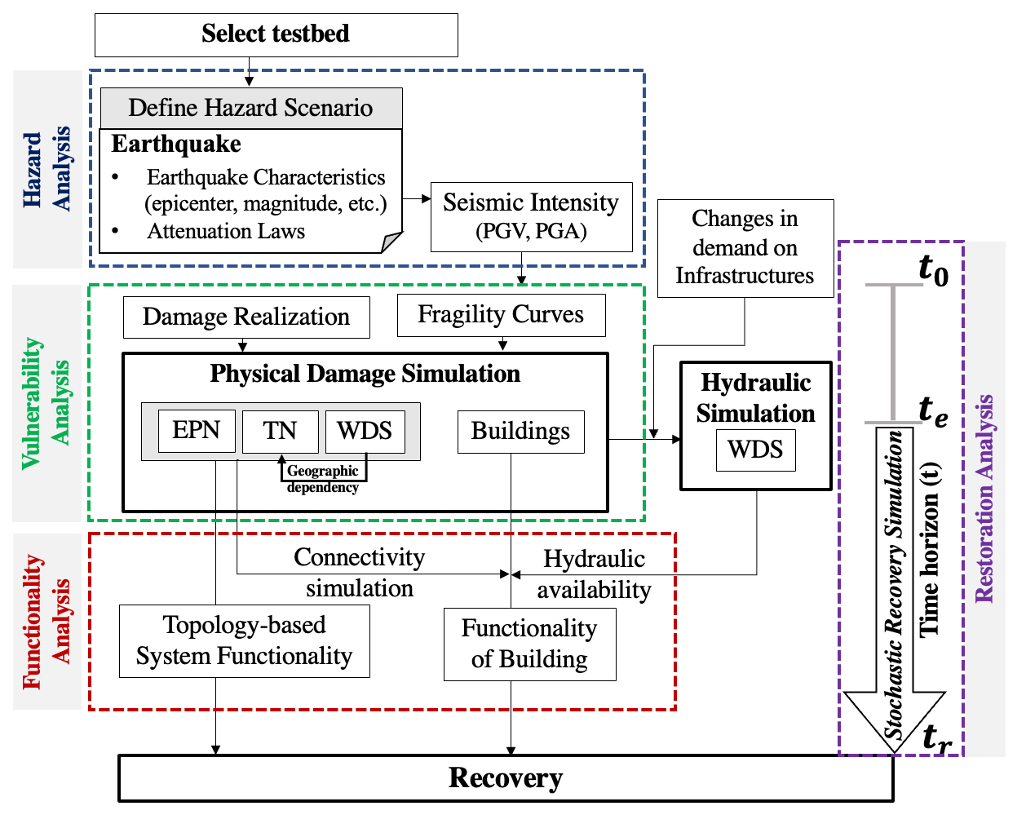 Select testbed
Hazard
Analysis
Define Hazard Scenario
Earthquake
• Earthquake Characteristics
(epicenter, magnitude, etc.)
• Attenuation Laws
Seismic Intensity
(PGV, PGA)
Changes in
demand on
Infrastructures
Vulnerability
Analysis
Damage Realization
Fragility Curves
Physical Damage Simulation
EPN
TN
WDS
Geographic
dependency
Buildings
Hydraulic
Simulation
WDS
Functionality
Analysis
Connectivity
simulation
Hydraulic
availability
Topology-based
System Functionality
Functionality
of Building
Recovery
t0
te
Stochastic Recovery Simulation
Time horizon (t)
tr
Restoration Analysis